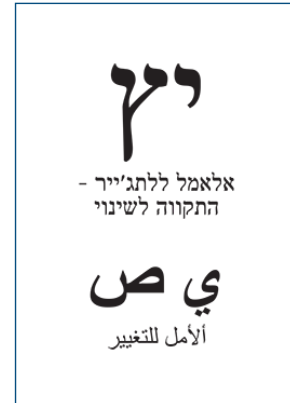 יץ
אלאמל ללתג'ייר -
התקווה לשינוי
ي ص
ألأمل للتغيير